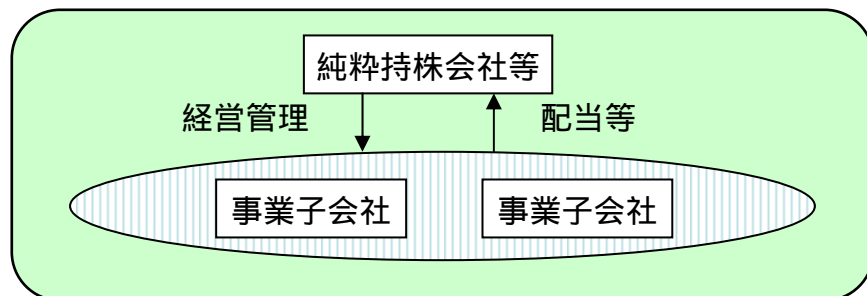 純粋持株会社等
経営管理
配当等
事業子会社
事業子会社